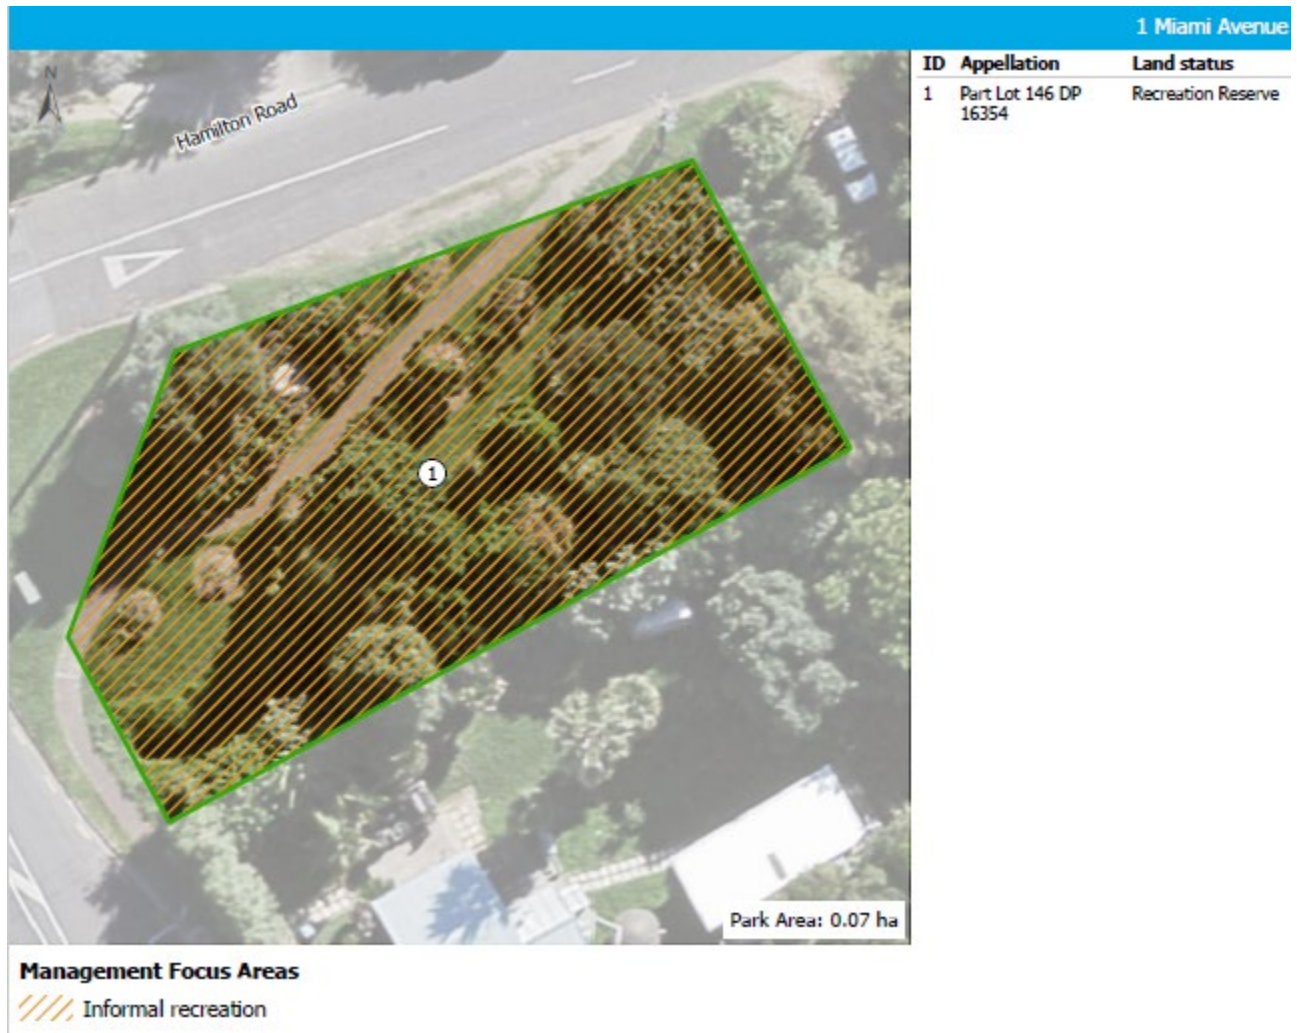 1 Miami Avenue
N
Hamilton Road
ID Appellation Land status
1 Part Lot 146 DP Recreation Reserve
16354
1
Park Area: 0.07 ha
Management Focus Areas
Informal recreation